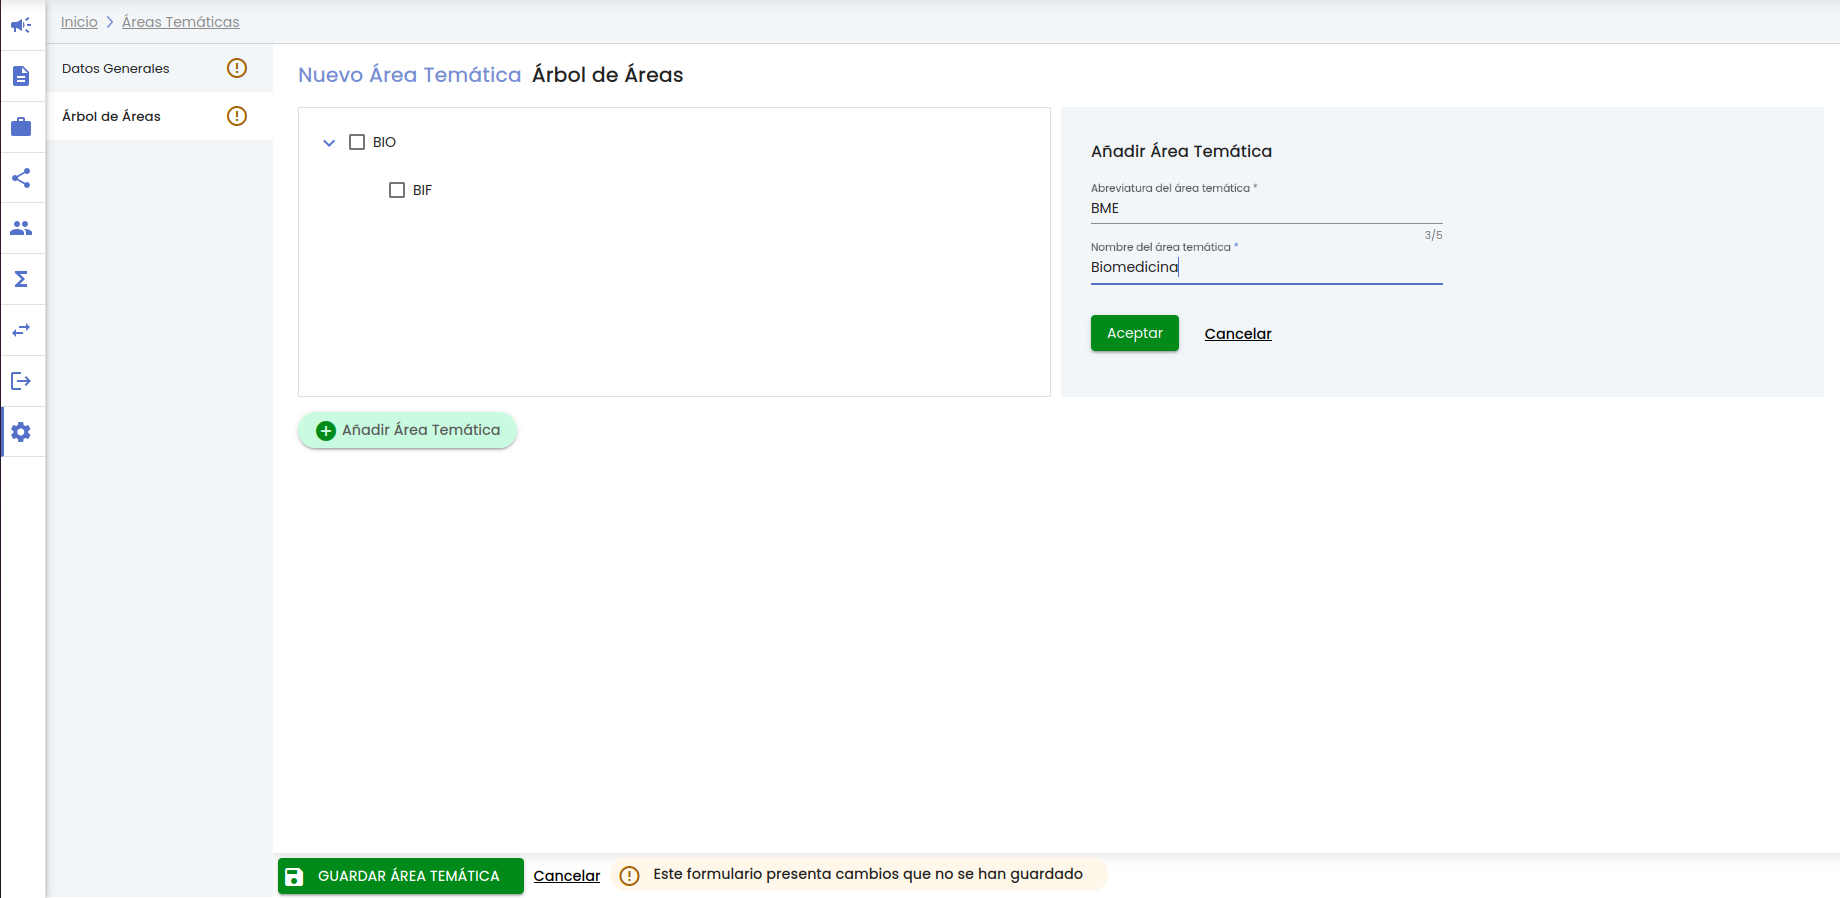 Inicio > Áreas Temáticas
Datos Generales
Árbol de Áreas
Nuevo Área Temática Árbol de Áreas
BIO
BIF
Añadir Área Temática
Añadir Área Temática
Abreviatura del área temática *
BME
3/5
Nombre del área temática *
Biomedicina
Aceptar Cancelar
GUARDAR ÁREA TEMÁTICA Cancelar Este formulario presenta cambios que no se han guardado